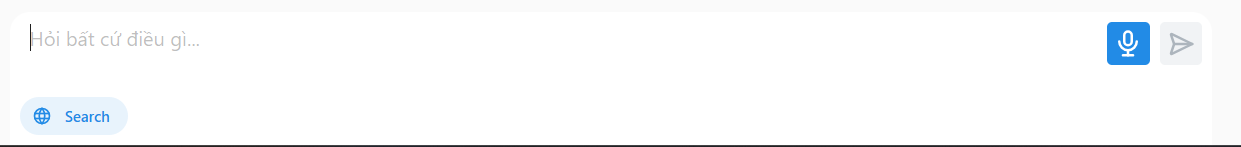 Hỏi bất cứ điều gì...
Search